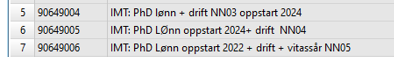 5 90649004 IMT: PhD lønn + drift NN03 oppstart 2024
6 90649005 IMT: PhD LØnn oppstart 2024+ drift  NN04
7 90649006 IMT: PhD Lønn oppstart 2022 + drift + vitassår NN05